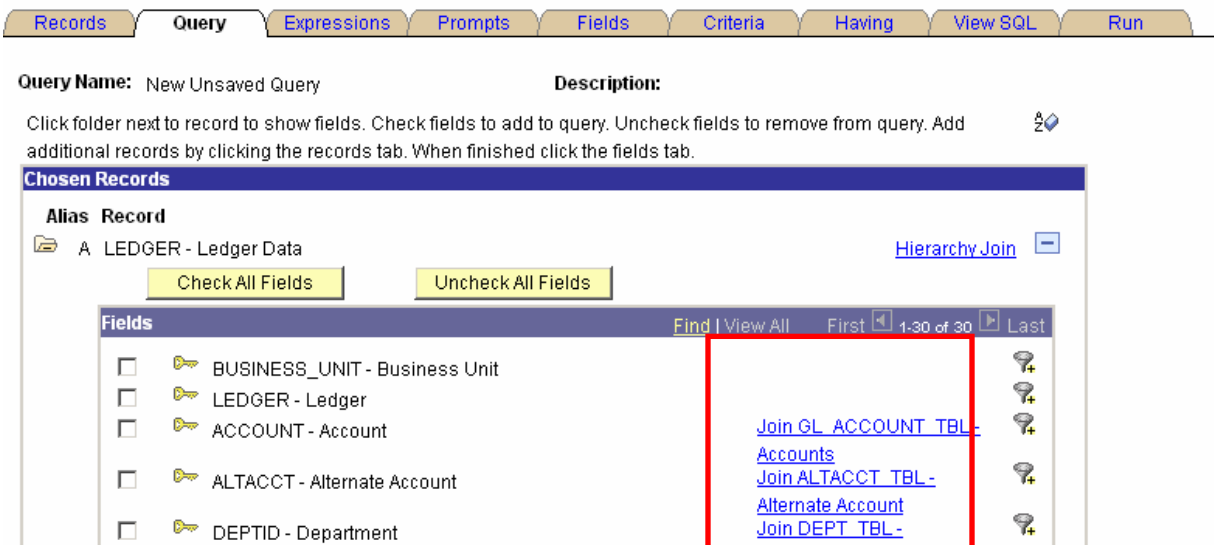 Records Query Expressions Prompts Fields Criteria Having View SQL Run
Query Name: New Unsaved Query Description:
Click folder next to record to show fields. Check fields to add to query. Uncheck fields to remove from query. Add
additional records by clicking the records tab. When finished click the fields tab.
Chosen Records
Alias Record
A LEDGER - Ledger Data Hierarchy Join
Check All Fields Uncheck All Fields
Fields Find | View All First 1-30 of 30 Last
BUSINESS_UNIT - Business Unit
LEDGER - Ledger
ACCOUNT - Account Join GL_ACCOUNT_TBL -
Accounts
ALTACCT - Alternate Account Join ALTACCT_TBL -
Alternate Account
DEPTID - Department Join DEPT_TBL -